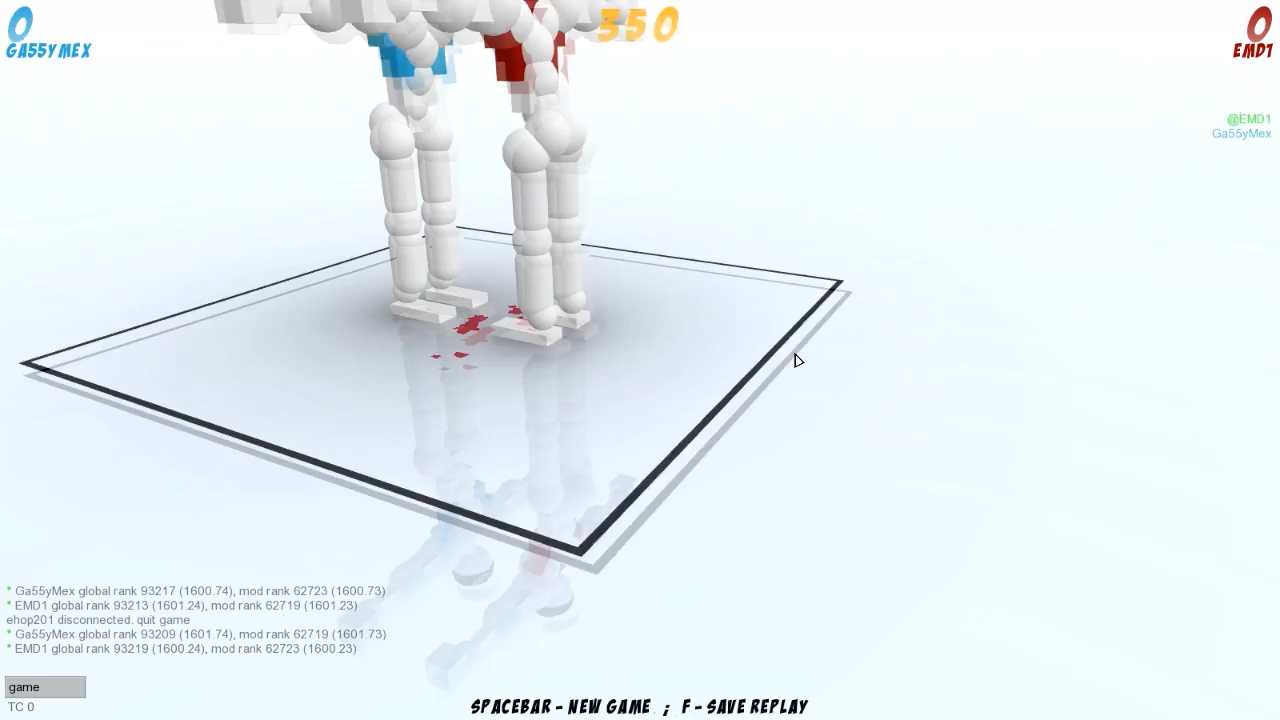 0
GA55YMEX
350
0
EMD1
@EMD1
Ga55yMex
* Ga55yMex global rank 93217 (1600.74), mod rank 62723 (1600.73)
* EMD1 global rank 93213 (1601.24), mod rank 62719 (1601.23)
ehop201 disconnected. quit game
* Ga55yMex global rank 93209 (1601.74), mod rank 62719 (1601.73)
* EMD1 global rank 93219 (1600.24), mod rank 62723 (1600.23)
game
TC 0
SPACEBAR - NEW GAME ; F - SAVE REPLAY